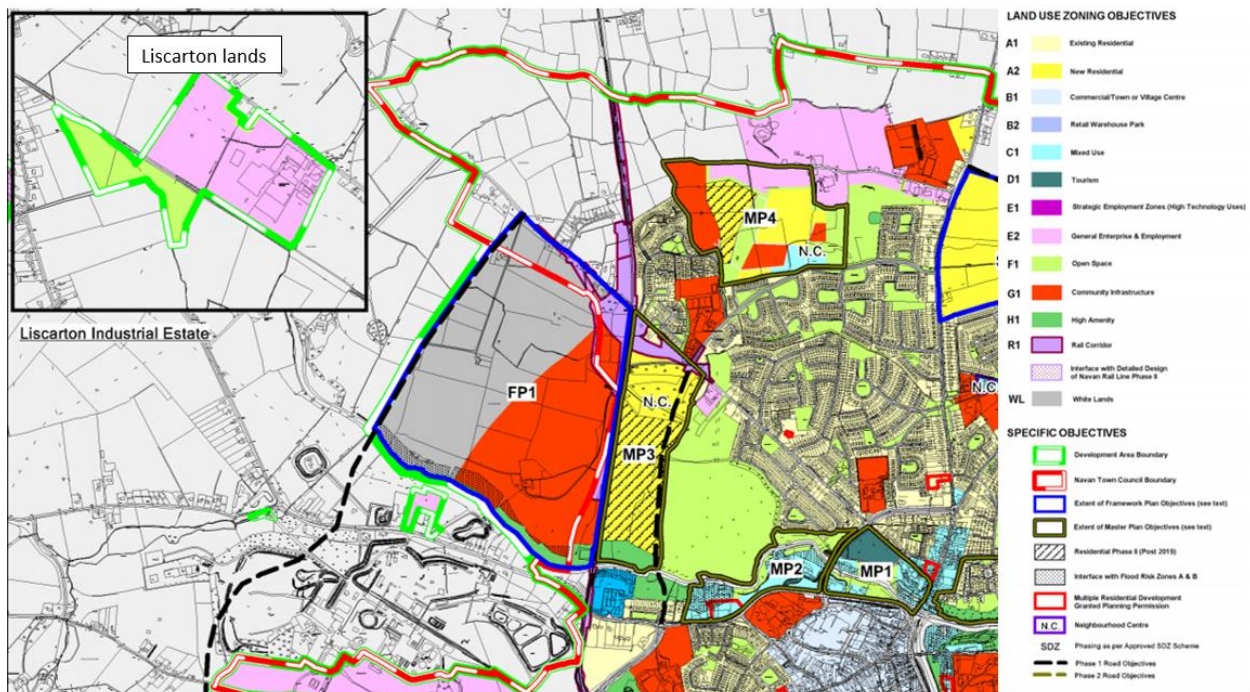 Liscarton lands
Liscarton Industrial Estate
MP4
N.C.
FP1
N.C.
MP3
MP2
MP1
N.C.
LAND USE ZONING OBJECTIVES
A1 Existing Residential
A2 New Residential
B1 Commercial/Town or Village Centre
B2 Retail Warehouse Park
C1 Mixed Use
D1 Tourism
E1 Strategic Employment Zones (High Technology Uses)
E2 General Enterprise & Employment
F1 Open Space
G1 Community Infrastructure
H1 High Amenity
R1 Rail Corridor
Interface with Detailed Design
of Navan Rail Line Phase II
WL White Lands
SPECIFIC OBJECTIVES
Development Area Boundary
Navan Town Council Boundary
Extent of Framework Plan Objectives (see text)
Extent of Master Plan Objectives (see text)
Residential Phase II (Post 2019)
Interface with Flood Risk Zones A & B
Multiple Residential Development
Granted Planning Permission
N.C. Neighbourhood Centre
SDZ Phasing as per Approved SDZ Scheme
Phase 1 Road Objectives
Phase 2 Road Objectives